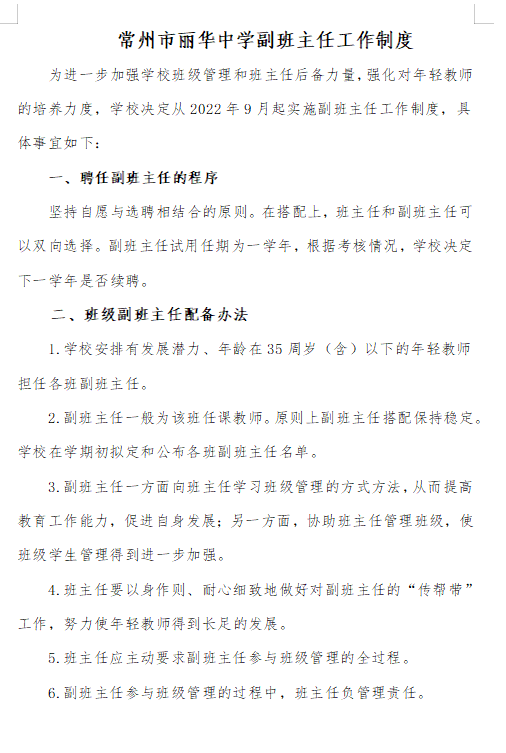 常州市丽华中学副班主任工作制度
为进一步加强学校班级管理和班主任后备力量，强化对年轻教师
的培养力度，学校决定从 2022 年 9 月起实施副班主任工作制度，具
体事宜如下：
一、聘任副班主任的程序
坚持自愿与选聘相结合的原则。在搭配上，班主任和副班主任可
以双向选择。副班主任试用任期为一学年，根据考核情况，学校决定
下一学年是否续聘。
二、班级副班主任配备办法
1.学校安排有发展潜力、年龄在 35 周岁（含）以下的年轻教师
担任各班副班主任。
2.副班主任一般为该班任课教师。原则上副班主任搭配保持稳定。
学校在学期初拟定和公布各班副班主任名单。
3.副班主任一方面向班主任学习班级管理的方式方法，从而提高
教育工作能力，促进自身发展；另一方面，协助班主任管理班级，使
班级学生管理得到进一步加强。
4.班主任要以身作则、耐心细致地做好对副班主任的“传帮带”
工作，努力使年轻教师得到长足的发展。
5.班主任应主动要求副班主任参与班级管理的全过程。
6.副班主任参与班级管理的过程中，班主任负管理责任。